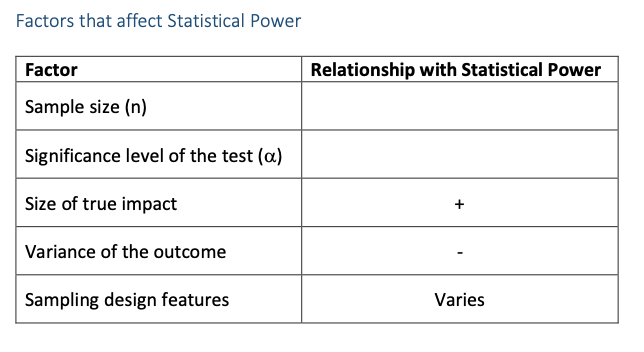 Factors that affect Statistical Power
Factor Relationship with Statistical Power
Sample size (n)
Significance level of the test (α)
Size of true impact +
Variance of the outcome -
Sampling design features Varies